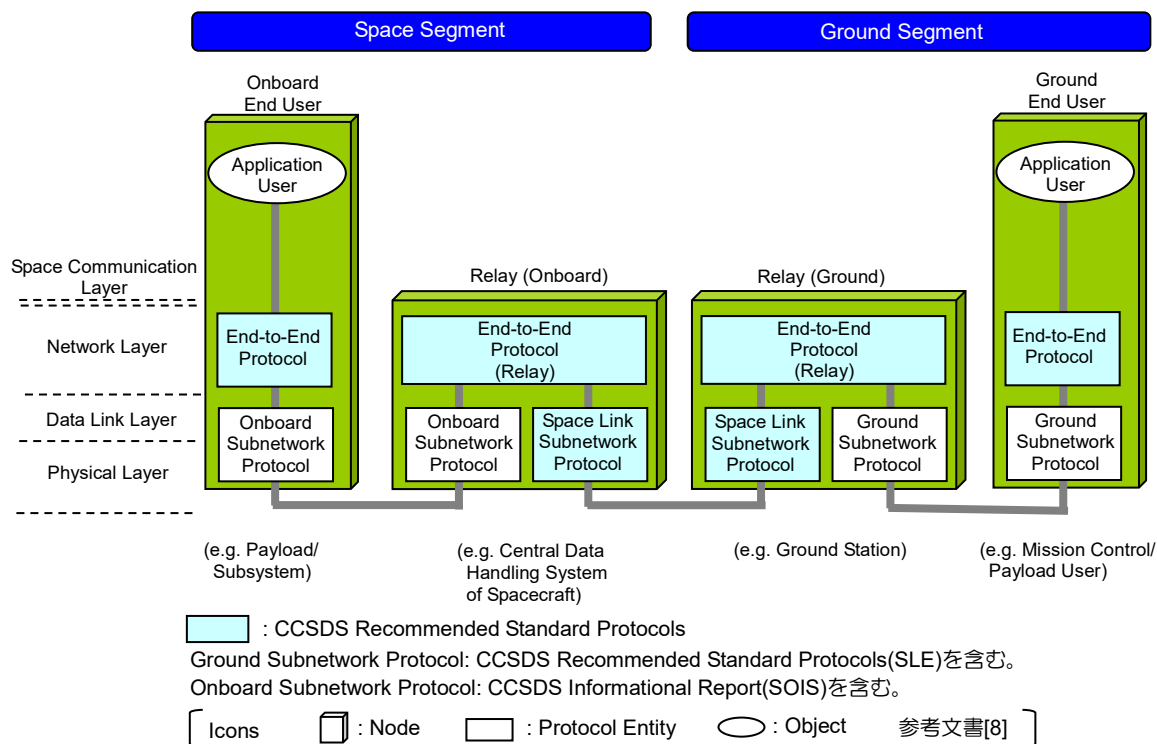 Space Segment
Ground Segment
Onboard
End User
Ground
End User
Application
User
Application
User
Space Communication
Layer
Relay (Onboard)
Relay (Ground)
Network Layer
End-to-End
Protocol
End-to-End
Protocol
(Relay)
End-to-End
Protocol
(Relay)
End-to-End
Protocol
Data Link Layer
Physical Layer
Onboard
Subnetwork
Protocol
Onboard
Subnetwork
Protocol
Space Link
Subnetwork
Protocol
Space Link
Subnetwork
Protocol
Ground
Subnetwork
Protocol
Ground
Subnetwork
Protocol
(e.g. Payload/
Subsystem)
(e.g. Central Data
Handling System
of Spacecraft)
(e.g. Ground Station)
(e.g. Mission Control/
Payload User)
: CCSDS Recommended Standard Protocols
Ground Subnetwork Protocol: CCSDS Recommended Standard Protocols(SLE)を含む。
Onboard Subnetwork Protocol: CCSDS Informational Report(SOIS)を含む。
Icons : Node : Protocol Entity : Object 参考文書[8]